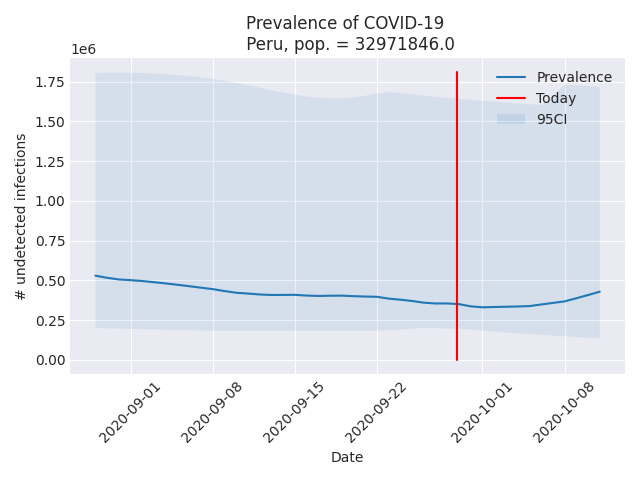 Prevalence of COVID-19
Peru, pop. = 32971846.0
1e6
Prevalence
Today
95CI
1.75
1.50
1.25
1.00
0.75
0.50
0.25
0.00
# undetected infections
2020-09-01
2020-09-08
2020-09-15
2020-09-22
2020-10-01
2020-10-08
Date